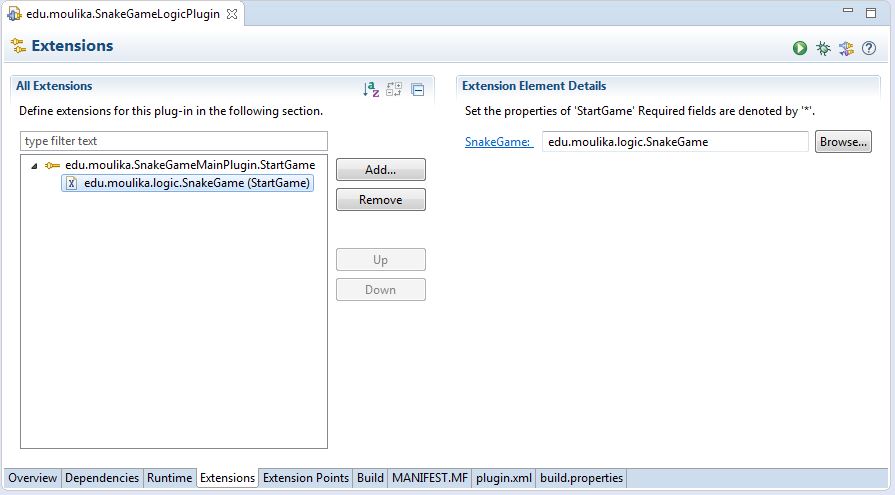 edu.moulika.SnakeGameLogicPlugin
Extensions
All Extensions
Define extensions for this plug-in in the following section.
type filter text
edu.moulika.SnakeGameMainPlugin.StartGame
edu.moulika.logic.SnakeGame (StartGame)
Add...
Remove
Up
Down
Extension Element Details
Set the properties of 'StartGame' Required fields are denoted by '*'.
SnakeGame: edu.moulika.logic.SnakeGame Browse...
Overview Dependencies Runtime Extensions Extension Points Build MANIFEST.MF plugin.xml build.properties